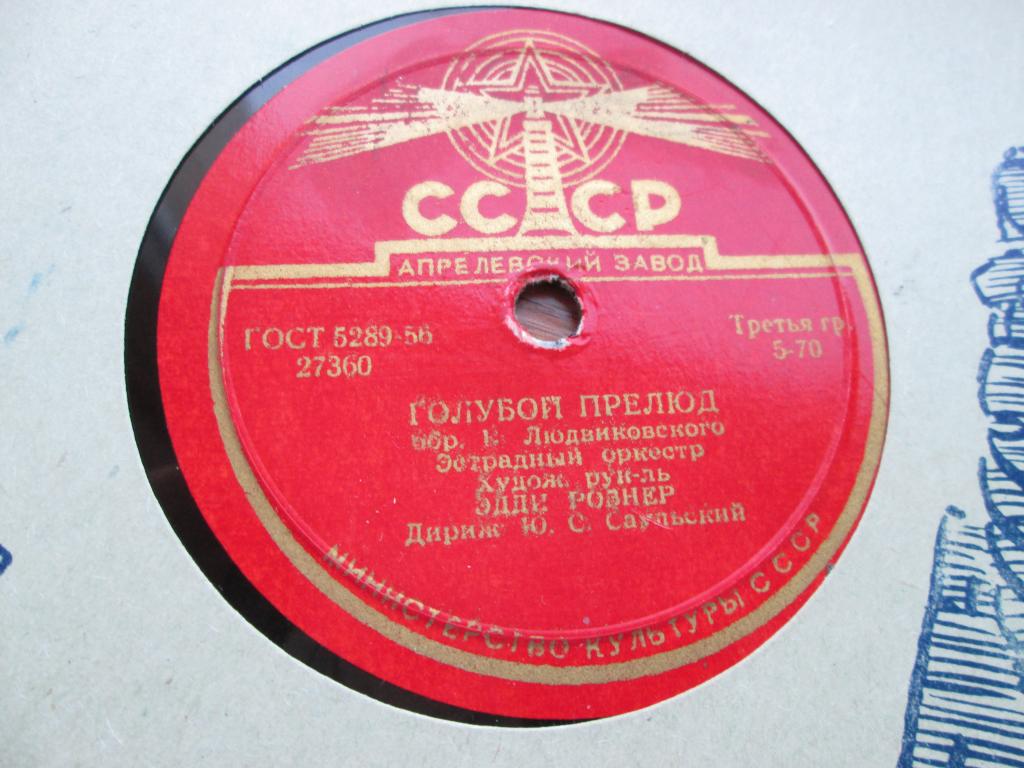 СССР
АПРЕЛЕВСКИЙ ЗАВОД
ГОСТ 5289-56
27360
Третья гр.
5-70
ГОЛУБОЙ ПРЕЛЮД
обр. Людвиковского
Эстрадный оркестр
Худож. рук-ль
ЭДДИ РОЗНЕР
Дириж. Ю. С. Саульский
МИНИСТЕРСТВО КУЛЬТУРЫ СССР